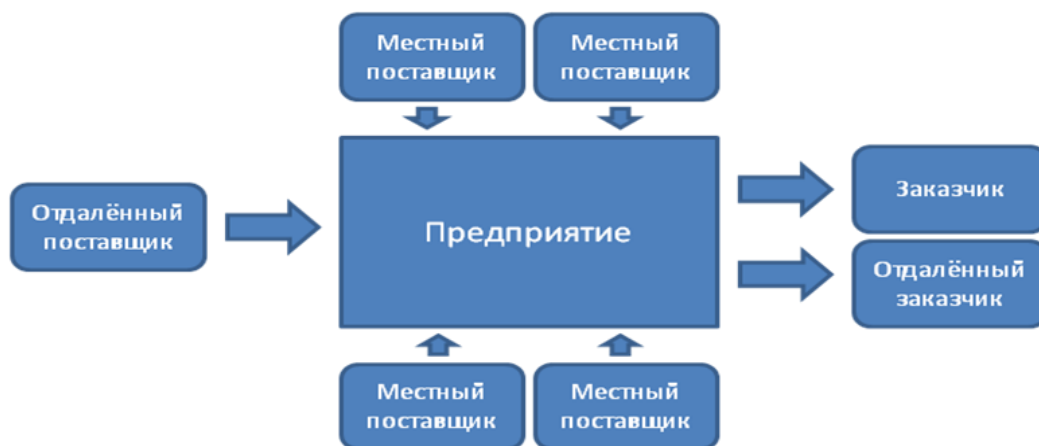 Местный
поставщик
Местный
поставщик
Отдалённый
поставщик
Предприятие
Заказчик
Отдалённый
заказчик
Местный
поставщик
Местный
поставщик